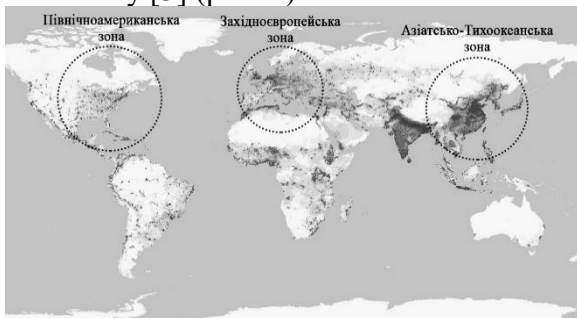 Північноамериканська
зона
Західноєвропейська
зона
Азіатсько-Тихоокеанська
зона